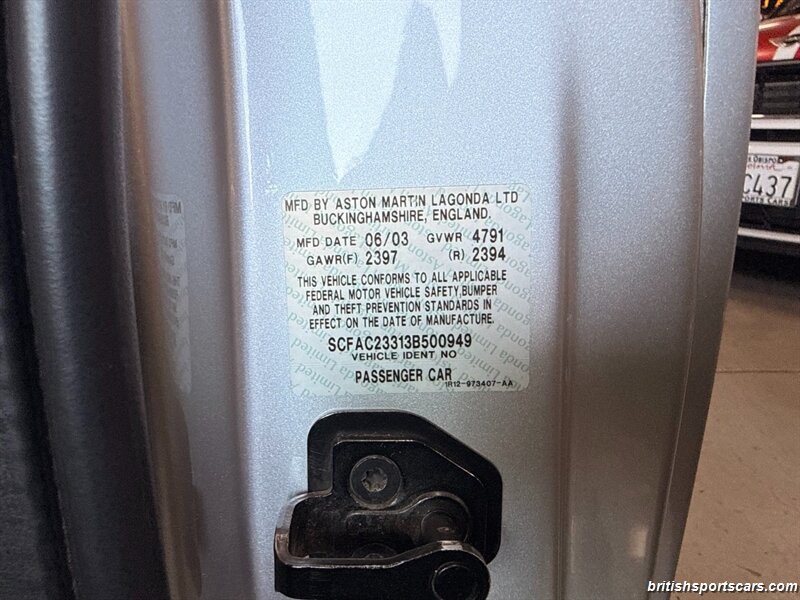 MFD BY ASTON MARTIN LAGONDA LTD
BUCKINGHAMSHIRE, ENGLAND.
MFD DATE 06/03 GVWR 4791
GAWR(F) 2397 (R) 2394
THIS VEHICLE CONFORMS TO ALL APPLICABLE
FEDERAL MOTOR VEHICLE SAFETY,BUMPER
AND THEFT PREVENTION STANDARDS IN
EFFECT ON THE DATE OF MANUFACTURE.
SCFAC23313B500949
VEHICLE IDENT NO
PASSENGER CAR
1R12-973407-AA
C437
britishsportscars.com